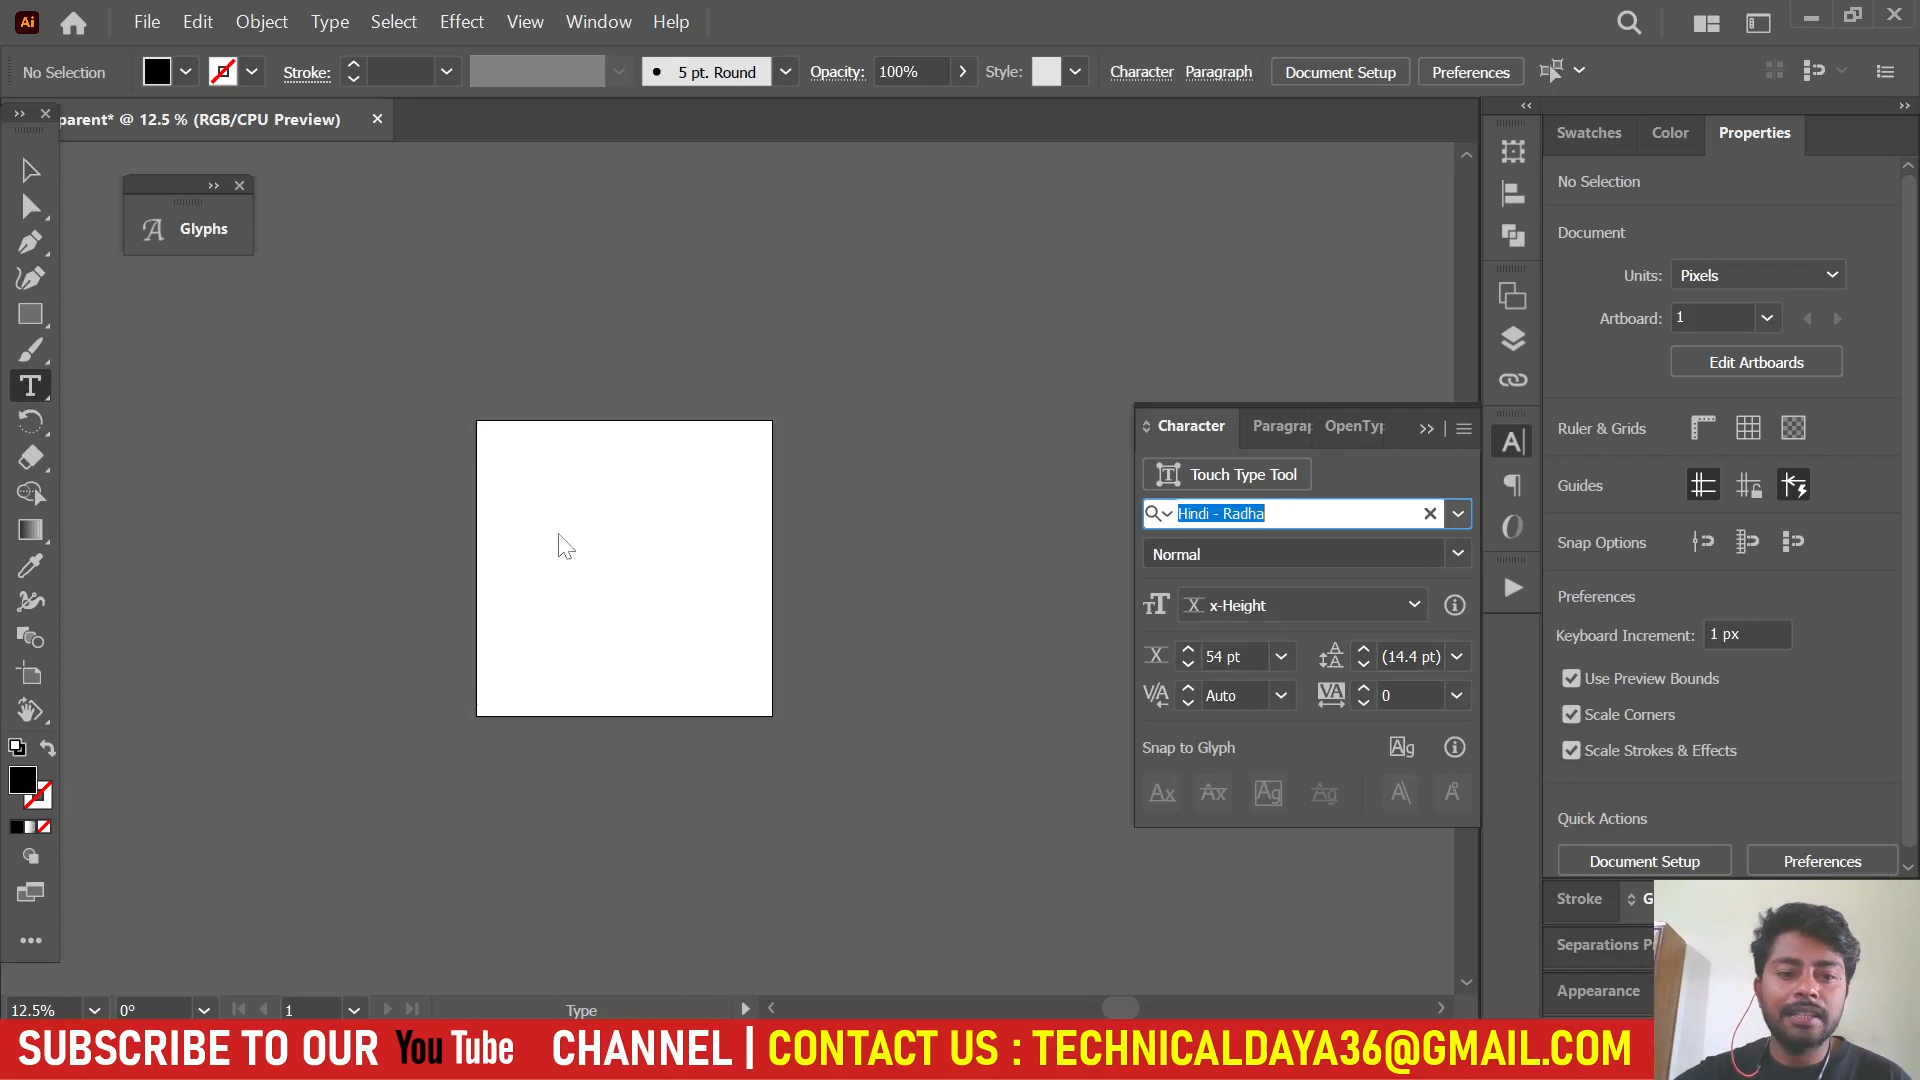 Ai File Edit Object Type Select Effect View Window Help
No Selection Stroke: 5 pt. Round Opacity: 100% Style: Character Paragraph Document Setup Preferences
parent* @ 12.5 % (RGB/CPU Preview)
Swatches Color Properties
A Glyphs
No Selection
Document
Units: Pixels
Artboard: 1
Edit Artboards
Character Paragrap OpenTyp
Ruler & Grids
Touch Type Tool
Guides
Hindi - Radha
Snap Options
Normal
Preferences
x-Height
Keyboard Increment: 1 px
54 pt (14.4 pt)
Use Preview Bounds
Auto 0
Scale Corners
Snap to Glyph
Scale Strokes & Effects
Quick Actions
Document Setup Preferences
Stroke G
Separations P
Appearance
12.5% 0° 1 Type
SUBSCRIBE TO OUR YouTube CHANNEL | CONTACT US : TECHNICALDAYA36@GMAIL.COM